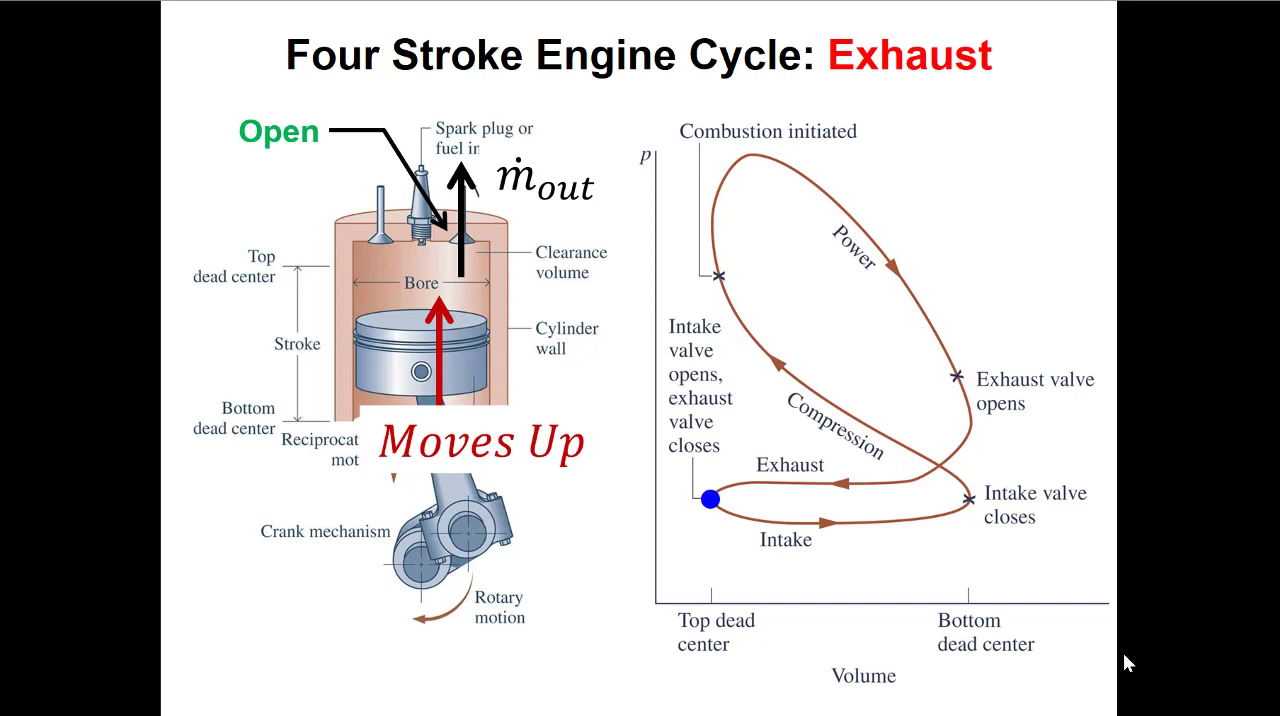 Four Stroke Engine Cycle: Exhaust
Open
Spark plug or
fuel in
ṁout
Top
dead center
Clearance
volume
Bore
Stroke
Cylinder
wall
Bottom
dead center
Reciprocat
mot
Moves Up
Crank mechanism
Rotary
motion
Combustion initiated
p
Power
Intake
valve
opens,
exhaust
valve
closes
Exhaust valve
opens
Compression
Exhaust
Intake valve
closes
Intake
Top dead
center
Bottom
dead center
Volume